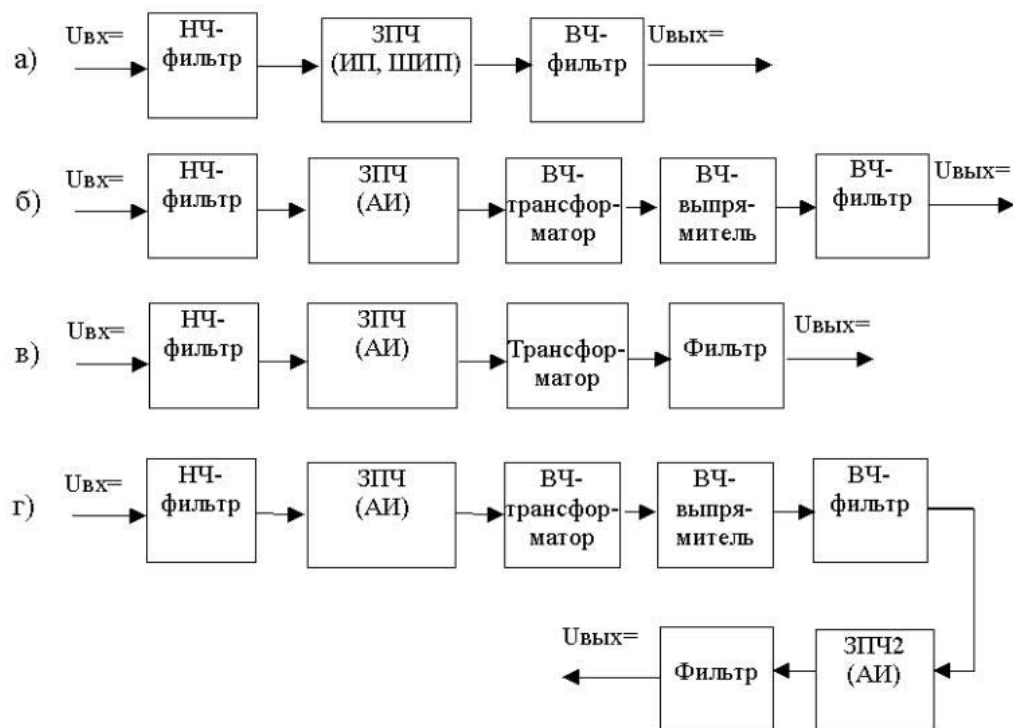 а)
Uвх=
НЧ-
фильтр
ЗПЧ
(ИП, ШИП)
ВЧ-
фильтр
Uвых=
б)
Uвх=
НЧ-
фильтр
ЗПЧ
(АИ)
ВЧ-
трансфор-
матор
ВЧ-
выпря-
митель
ВЧ-
фильтр
Uвых=
в)
Uвх=
НЧ-
фильтр
ЗПЧ
(АИ)
Трансфор-
матор
Фильтр
Uвых=
г)
Uвх=
НЧ-
фильтр
ЗПЧ
(АИ)
ВЧ-
трансфор-
матор
ВЧ-
выпря-
митель
ВЧ-
фильтр
Uвых=
Фильтр
ЗПЧ2
(АИ)